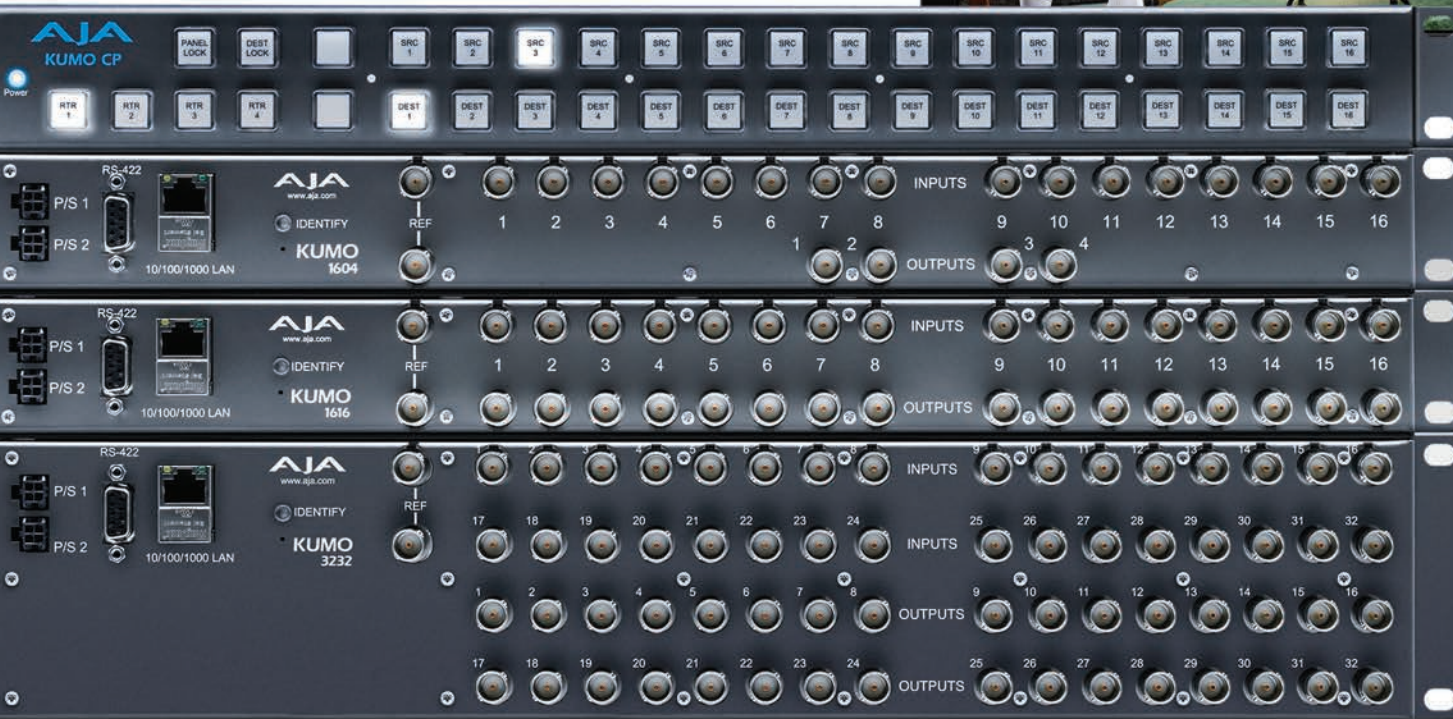 AJA
KUMO CP
Power
PANEL LOCK DEST LOCK SRC 1 SRC 2 SRC 3 SRC 4 SRC 5 SRC 6 SRC 7 SRC 8 SRC 9 SRC 10 SRC 11 SRC 12 SRC 13 SRC 14 SRC 15 SRC 16
RTR 1 RTR 2 RTR 3 RTR 4 DEST 1 DEST 2 DEST 3 DEST 4 DEST 5 DEST 6 DEST 7 DEST 8 DEST 9 DEST 10 DEST 11 DEST 12 DEST 13 DEST 14 DEST 15 DEST 16
P/S 1
P/S 2
RS-422
10/100/1000 LAN
AJA
www.aja.com
IDENTIFY
KUMO
1604
REF
INPUTS
1 2 3 4 5 6 7 8 9 10 11 12 13 14 15 16
1 2 OUTPUTS 3 4
P/S 1
P/S 2
RS-422
10/100/1000 LAN
AJA
www.aja.com
IDENTIFY
KUMO
1616
REF
INPUTS
1 2 3 4 5 6 7 8 9 10 11 12 13 14 15 16
OUTPUTS
P/S 1
P/S 2
RS-422
10/100/1000 LAN
AJA
www.aja.com
IDENTIFY
KUMO
3232
REF
1 2 3 4 5 6 7 8 INPUTS 9 10 11 12 13 14 15 16
17 18 19 20 21 22 23 24 INPUTS 25 26 27 28 29 30 31 32
1 2 3 4 5 6 7 8 OUTPUTS 9 10 11 12 13 14 15 16
17 18 19 20 21 22 23 24 OUTPUTS 25 26 27 28 29 30 31 32